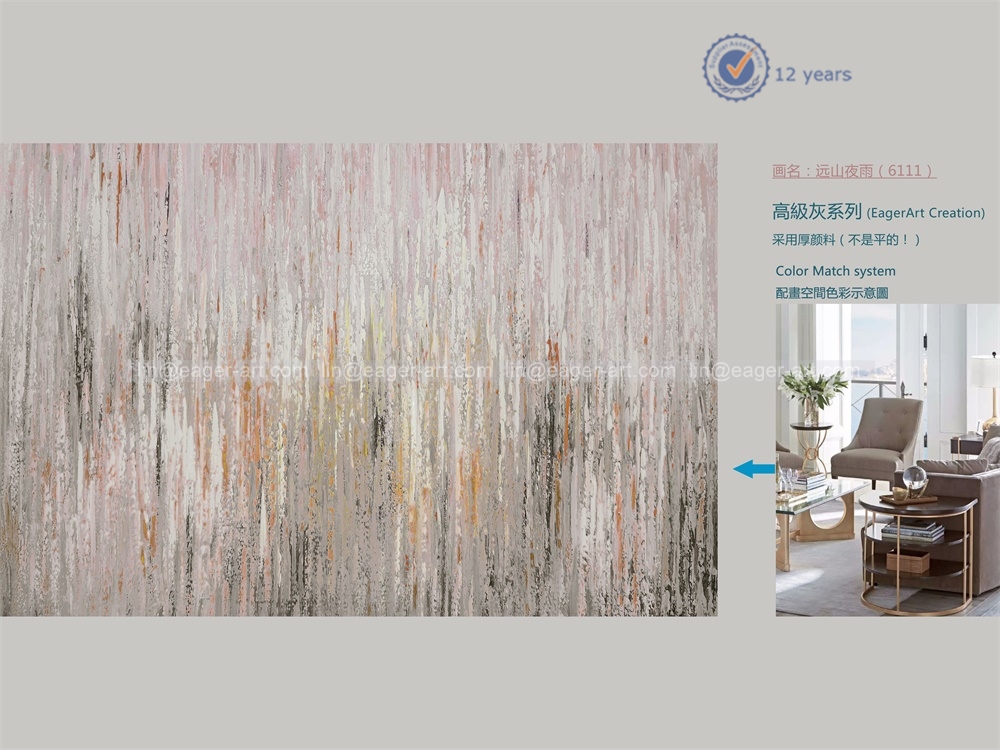 Supplier Assessment
12 years
画名：远山夜雨（6111）
高級灰系列 (EagerArt Creation)
采用厚颜料（不是平的！）
Color Match system
配畫空間色彩示意圖
lin@eager-art.com lin@eager-art.com lin@eager-art.com lin@eager-art.com